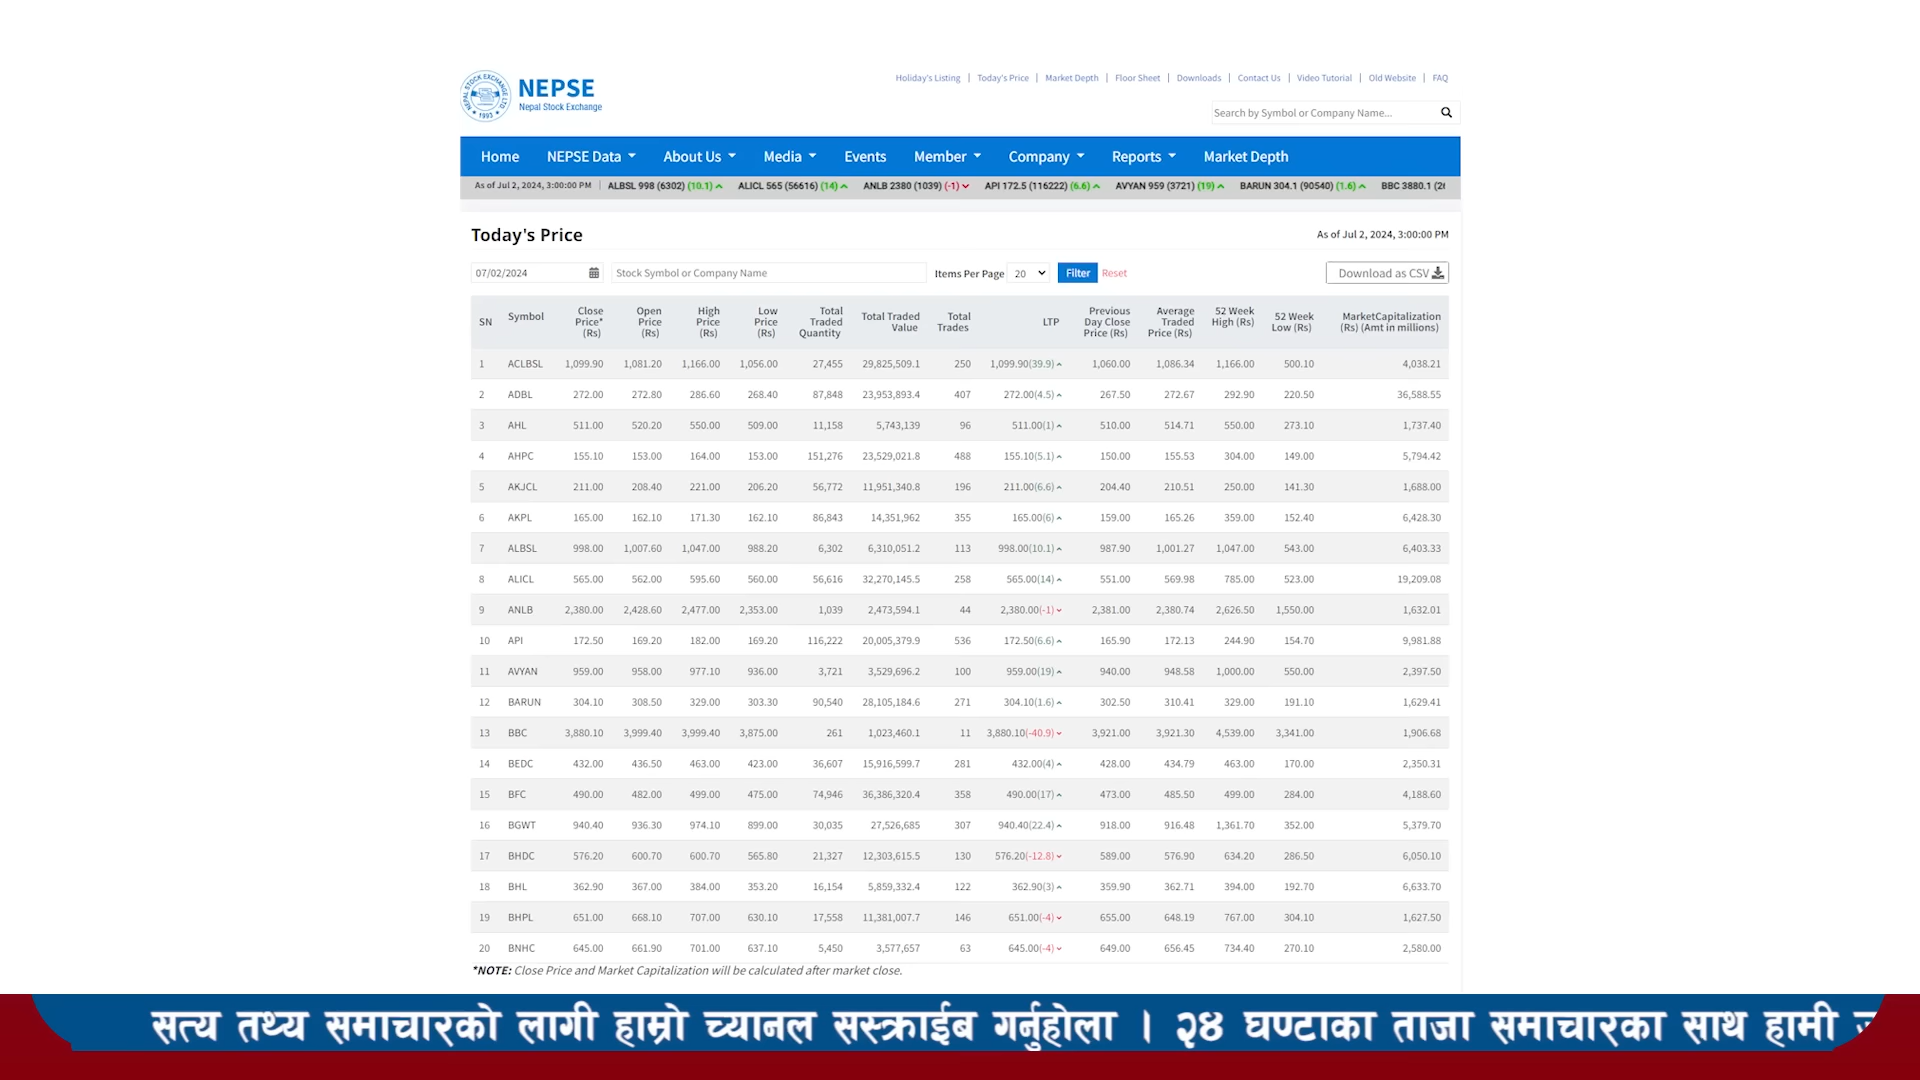 NEPAL STOCK EXCHANGE LTD.
1993
NEPSE
Nepal Stock Exchange
Holiday's Listing | Today's Price | Market Depth | Floor Sheet | Downloads | Contact Us | Video Tutorial | Old Website | FAQ
Search by Symbol or Company Name...
Home NEPSE Data About Us Media Events Member Company Reports Market Depth
As of Jul 2, 2024, 3:00:00 PM | ALBSL 998 (6302) (10.1) ALICL 565 (56616) (14) ANLB 2380 (1039) (-1) API 172.5 (116222) (6.6) AVYAN 959 (3721) (19) BARUN 304.1 (90540) (1.6) BBC 3880.1
Today's Price As of Jul 2, 2024, 3:00:00 PM
07/02/2024 Stock Symbol or Company Name Items Per Page 20 Filter Reset Download as CSV
SN Symbol Close Price* (Rs) Open Price (Rs) High Price (Rs) Low Price (Rs) Total Traded Quantity Total Traded Value Total Trades LTP Previous Day Close Price (Rs) Average Traded Price (Rs) 52 Week High (Rs) 52 Week Low (Rs) MarketCapitalization (Rs) (Amt in millions)
1 ACLBSL 1,099.90 1,081.20 1,166.00 1,056.00 27,455 29,825,509.1 250 1,099.90(39.9) 1,060.00 1,086.34 1,166.00 500.10 4,038.21
2 ADBL 272.00 272.80 286.60 268.40 87,848 23,953,893.4 407 272.00(4.5) 267.50 272.67 292.90 220.50 36,588.55
3 AHL 511.00 520.20 550.00 509.00 11,158 5,743,139 96 511.00(1) 510.00 514.71 550.00 273.10 1,737.40
4 AHPC 155.10 153.00 164.00 153.00 151,276 23,529,021.8 488 155.10(5.1) 150.00 155.53 304.00 149.00 5,794.42
5 AKJCL 211.00 208.40 221.00 206.20 56,772 11,951,340.8 196 211.00(6.6) 204.40 210.51 250.00 141.30 1,688.00
6 AKPL 165.00 162.10 171.30 162.10 86,843 14,351,962 355 165.00(6) 159.00 165.26 359.00 152.40 6,428.30
7 ALBSL 998.00 1,007.60 1,047.00 988.20 6,302 6,310,051.2 113 998.00(10.1) 987.90 1,001.27 1,047.00 543.00 6,403.33
8 ALICL 565.00 562.00 595.60 560.00 56,616 32,270,145.5 258 565.00(14) 551.00 569.98 785.00 523.00 19,209.08
9 ANLB 2,380.00 2,428.60 2,477.00 2,353.00 1,039 2,473,594.1 44 2,380.00(-1) 2,381.00 2,380.74 2,626.50 1,550.00 1,632.01
10 API 172.50 169.20 182.00 169.20 116,222 20,005,379.9 536 172.50(6.6) 165.90 172.13 244.90 154.70 9,981.88
11 AVYAN 959.00 958.00 977.10 936.00 3,721 3,529,696.2 100 959.00(19) 940.00 948.58 1,000.00 550.00 2,397.50
12 BARUN 304.10 308.50 329.00 303.30 90,540 28,105,184.6 271 304.10(1.6) 302.50 310.41 329.00 191.10 1,629.41
13 BBC 3,880.10 3,999.40 3,999.40 3,875.00 261 1,023,460.1 11 3,880.10(-40.9) 3,921.00 3,921.30 4,539.00 3,341.00 1,906.68
14 BEDC 432.00 436.50 463.00 423.00 36,607 15,916,599.7 281 432.00(4) 428.00 434.79 463.00 170.00 2,350.31
15 BFC 490.00 482.00 499.00 475.00 74,946 36,386,320.4 358 490.00(17) 473.00 485.50 499.00 284.00 4,188.60
16 BGWT 940.40 936.30 974.10 899.00 30,035 27,526,685 307 940.40(22.4) 918.00 916.48 1,361.70 352.00 5,379.70
17 BHDC 576.20 600.70 600.70 565.80 21,327 12,303,615.5 130 576.20(-12.8) 589.00 576.90 634.20 286.50 6,050.10
18 BHL 362.90 367.00 384.00 353.20 16,154 5,859,332.4 122 362.90(3) 359.90 362.71 394.00 192.70 6,633.70
19 BHPL 651.00 668.10 707.00 630.10 17,558 11,381,007.7 146 651.00(-4) 655.00 648.19 767.00 304.10 1,627.50
20 BNHC 645.00 661.90 701.00 637.10 5,450 3,577,657 63 645.00(-4) 649.00 656.45 734.40 270.10 2,580.00
*NOTE: Close Price and Market Capitalization will be calculated after market close.
सत्य तथ्य समाचारको लागी हाम्रो च्यानल सस्क्राईब गर्नुहोला । २४ घण्टाका ताजा समाचारका साथ हामी